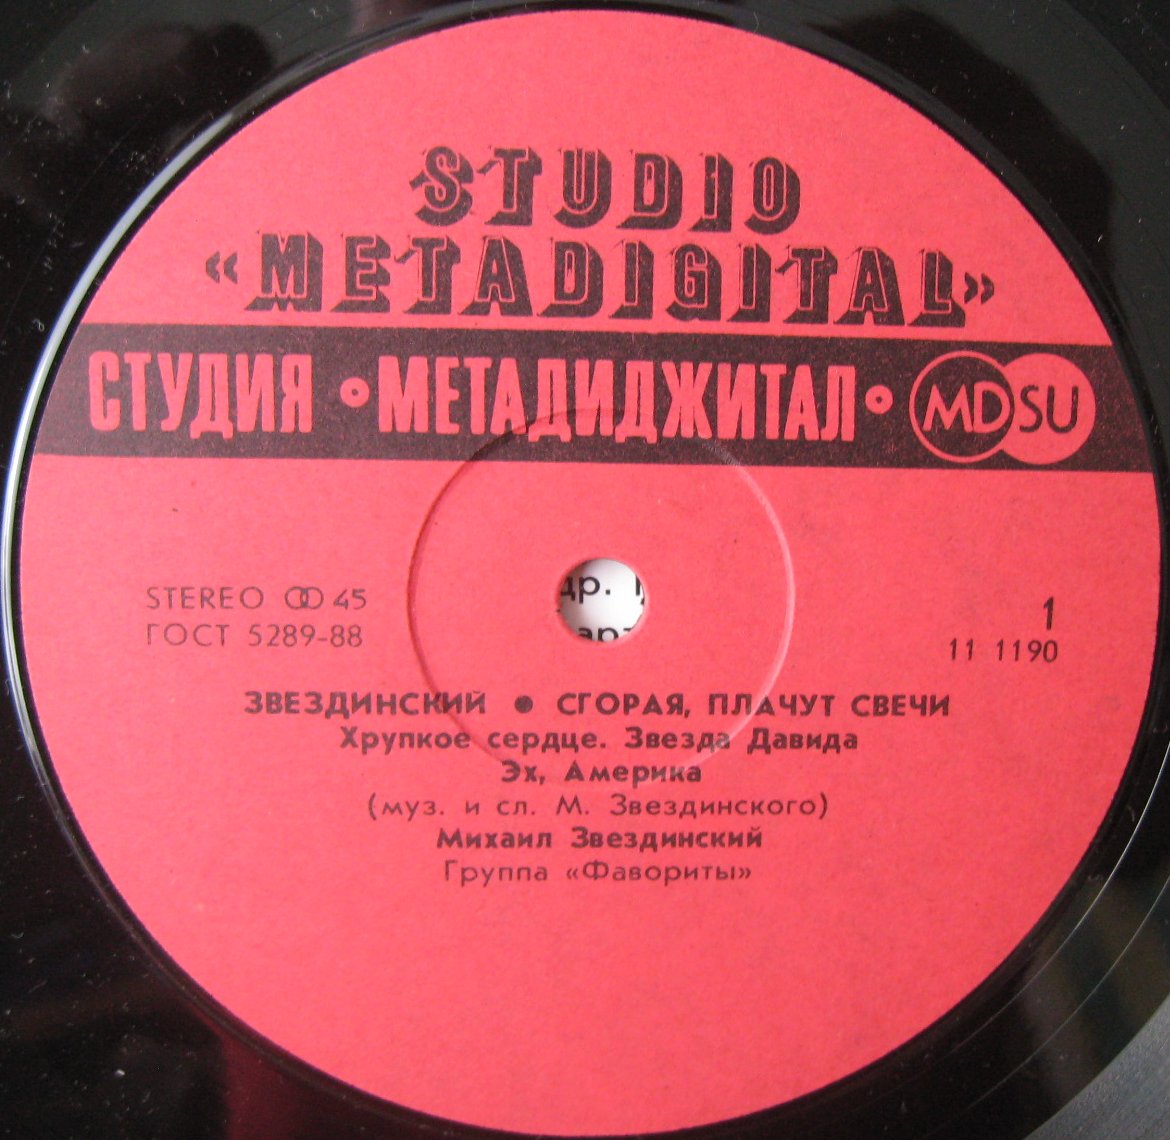 STUDIO
«METADIGITAL»
СТУДИЯ • МЕТАДИДЖИТАЛ • MDSU
STEREO ꝎO 45
ГОСТ 5289-88
1
11 1190
ЗВЕЗДИНСКИЙ ● СГОРАЯ, ПЛАЧУТ СВЕЧИ
Хрупкое сердце. Звезда Давида
Эх, Америка
(муз. и сл. М. Звездинского)
Михаил Звездинский
Группа «Фавориты»